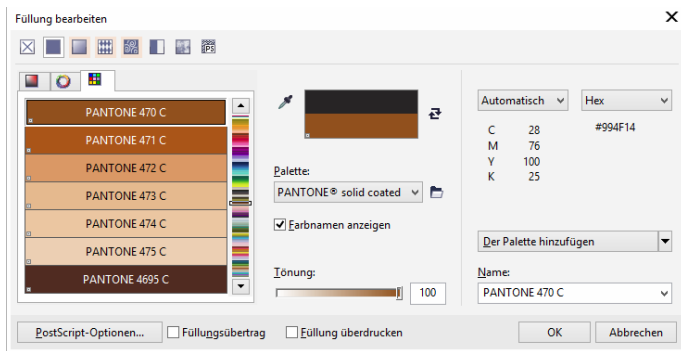 Füllung bearbeiten
PS
PANTONE 470 C
PANTONE 471 C
PANTONE 472 C
PANTONE 473 C
PANTONE 474 C
PANTONE 475 C
PANTONE 4695 C
Palette:
PANTONE® solid coated
Farbnamen anzeigen
Tönung:
100
Automatisch
Hex
C 28
M 76
Y 100
K 25
#994F14
Der Palette hinzufügen
Name:
PANTONE 470 C
PostScript-Optionen...
Füllungsübertrag
Füllung überdrucken
OK
Abbrechen